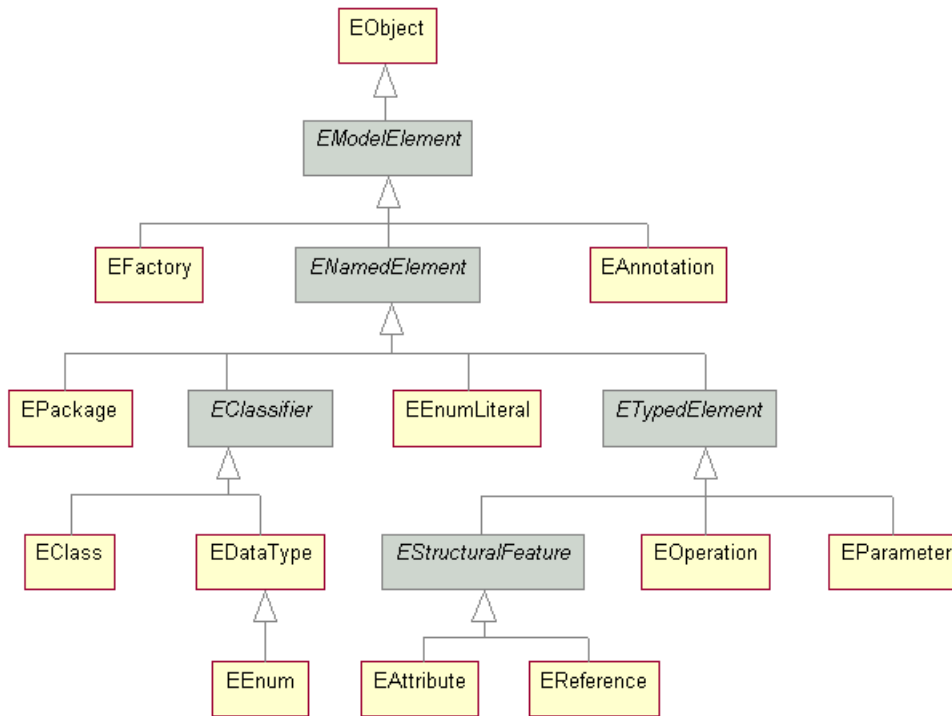 EObject
EModelElement
EFactory
ENamedElement
EAnnotation
EPackage
EClassifier
EEnumLiteral
ETypedElement
EClass
EDataType
EStructuralFeature
EOperation
EParameter
EEnum
EAttribute
EReference